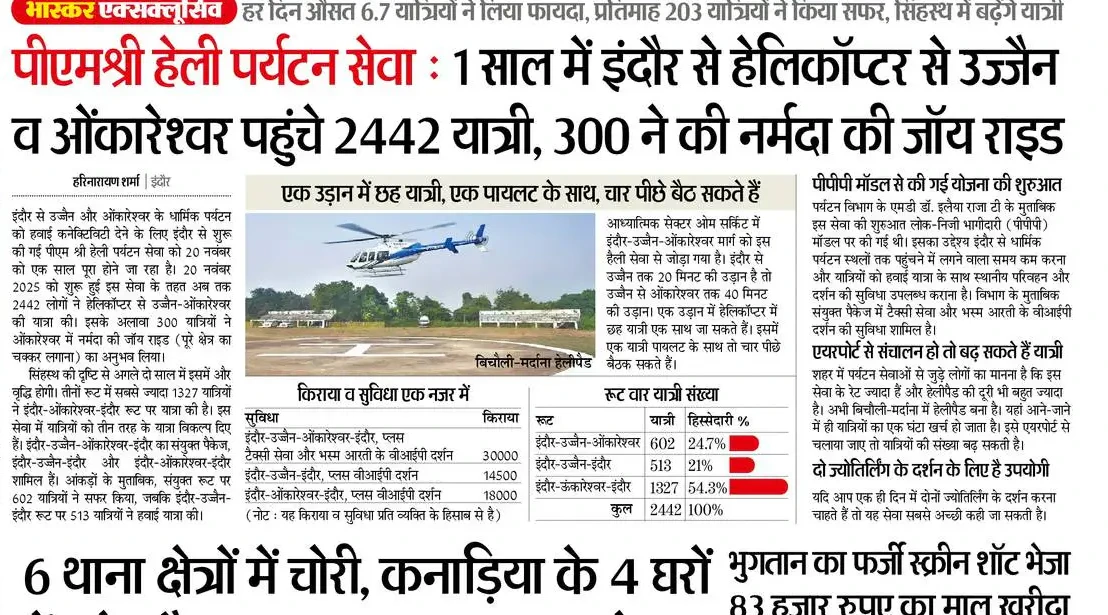 भास्कर एक्सक्लूसिव हर दिन औसत 6.7 यात्रियों ने लिया फायदा, प्रतिमाह 203 यात्रियों ने किया सफर, सिंहस्थ में बढ़ेंगे यात्री
पीएमश्री हेली पर्यटन सेवा : 1 साल में इंदौर से हेलिकॉप्टर से उज्जैन
व ओंकारेश्वर पहुंचे 2442 यात्री, 300 ने की नर्मदा की जॉय राइड
हरिनारायण शर्मा | इंदौर
इंदौर से उज्जैन और ओंकारेश्वर के धार्मिक पर्यटन
को हवाई कनेक्टिविटी देने के लिए इंदौर से शुरू
की गई पीएम श्री हेली पर्यटन सेवा को 20 नवंबर
को एक साल पूरा होने जा रहा है। 20 नवंबर
2025 को शुरू हुई इस सेवा के तहत अब तक
2442 लोगों ने हेलिकॉप्टर से उज्जैन-ओंकारेश्वर
की यात्रा की। इसके अलावा 300 यात्रियों ने
ओंकारेश्वर में नर्मदा की जॉय राइड (पूरे क्षेत्र का
चक्कर लगाना) का अनुभव लिया।
सिंहस्थ की दृष्टि से अगले दो साल में इसमें और
वृद्धि होगी। तीनों रूट में सबसे ज्यादा 1327 यात्रियों
ने इंदौर-ओंकारेश्वर-इंदौर रूट पर यात्रा की है। इस
सेवा में यात्रियों को तीन तरह के यात्रा विकल्प दिए
हैं। इंदौर-उज्जैन-ओंकारेश्वर-इंदौर का संयुक्त पैकेज,
इंदौर-उज्जैन-इंदौर और इंदौर-ओंकारेश्वर-इंदौर
शामिल हैं। आंकड़ों के मुताबिक, संयुक्त रूट पर
602 यात्रियों ने सफर किया, जबकि इंदौर-उज्जैन-
इंदौर रूट पर 513 यात्रियों ने हवाई यात्रा की।
एक उड़ान में छह यात्री, एक पायलट के साथ, चार पीछे बैठ सकते हैं
बिचौली-मर्दाना हेलीपैड
आध्यात्मिक सेक्टर ओम सर्किट में
इंदौर-उज्जैन-ओंकारेश्वर मार्ग को इस
हैली सेवा से जोड़ा गया है। इंदौर से
उज्जैन तक 20 मिनट की उड़ान है तो
उज्जैन से ओंकारेश्वर तक 40 मिनट
की उड़ान। एक उड़ान में हेलिकॉप्टर में
छह यात्री एक साथ जा सकते हैं। इसमें
एक यात्री पायलट के साथ तो चार पीछे
बैठक सकते हैं।
किराया व सुविधा एक नजर में
सुविधा किराया
इंदौर-उज्जैन-ओंकारेश्वर-इंदौर, प्लस
टैक्सी सेवा और भस्म आरती के वीआईपी दर्शन 30000
इंदौर-उज्जैन-इंदौर, प्लस वीआईपी दर्शन 14500
इंदौर-ओंकारेश्वर-इंदौर, प्लस वीआईपी दर्शन 18000
(नोट : यह किराया व सुविधा प्रति व्यक्ति के हिसाब से है)
रूट वार यात्री संख्या
रूट यात्री हिस्सेदारी %
इंदौर-उज्जैन-ओंकारेश्वर 602 24.7%
इंदौर-उज्जैन-इंदौर 513 21%
इंदौर-ऊंकारेश्वर-इंदौर 1327 54.3%
कुल 2442 100%
पीपीपी मॉडल से की गई योजना की शुरुआत
पर्यटन विभाग के एमडी डॉ. इलैया राजा टी के मुताबिक
इस सेवा की शुरुआत लोक-निजी भागीदारी (पीपीपी)
मॉडल पर की गई थी। इसका उद्देश्य इंदौर से धार्मिक
पर्यटन स्थलों तक पहुंचने में लगने वाला समय कम करना
और यात्रियों को हवाई यात्रा के साथ स्थानीय परिवहन और
दर्शन की सुविधा उपलब्ध कराना है। विभाग के मुताबिक
संयुक्त पैकेज में टैक्सी सेवा और भस्म आरती के वीआईपी
दर्शन की सुविधा शामिल है।
एयरपोर्ट से संचालन हो तो बढ़ सकते हैं यात्री
शहर में पर्यटन सेवाओं से जुड़े लोगों का मानना है कि इस
सेवा के रेट ज्यादा हैं और हेलीपैड की दूरी भी बहुत ज्यादा
है। अभी बिचौली-मर्दाना में हेलीपैड बना है। यहां आने-जाने
में ही यात्रियों का एक घंटा खर्च हो जाता है। इसे एयरपोर्ट से
चलाया जाए तो यात्रियों की संख्या बढ़ सकती है।
दो ज्योतिर्लिंग के दर्शन के लिए है उपयोगी
यदि आप एक ही दिन में दोनों ज्योतिर्लिंग के दर्शन करना
चाहते हैं तो यह सेवा सबसे अच्छी कही जा सकती है।
6 थाना क्षेत्रों में चोरी, कनाड़िया के 4 घरों
भुगतान का फर्जी स्क्रीन शॉट भेजा
83 हजार रुपए का माल खरीदा